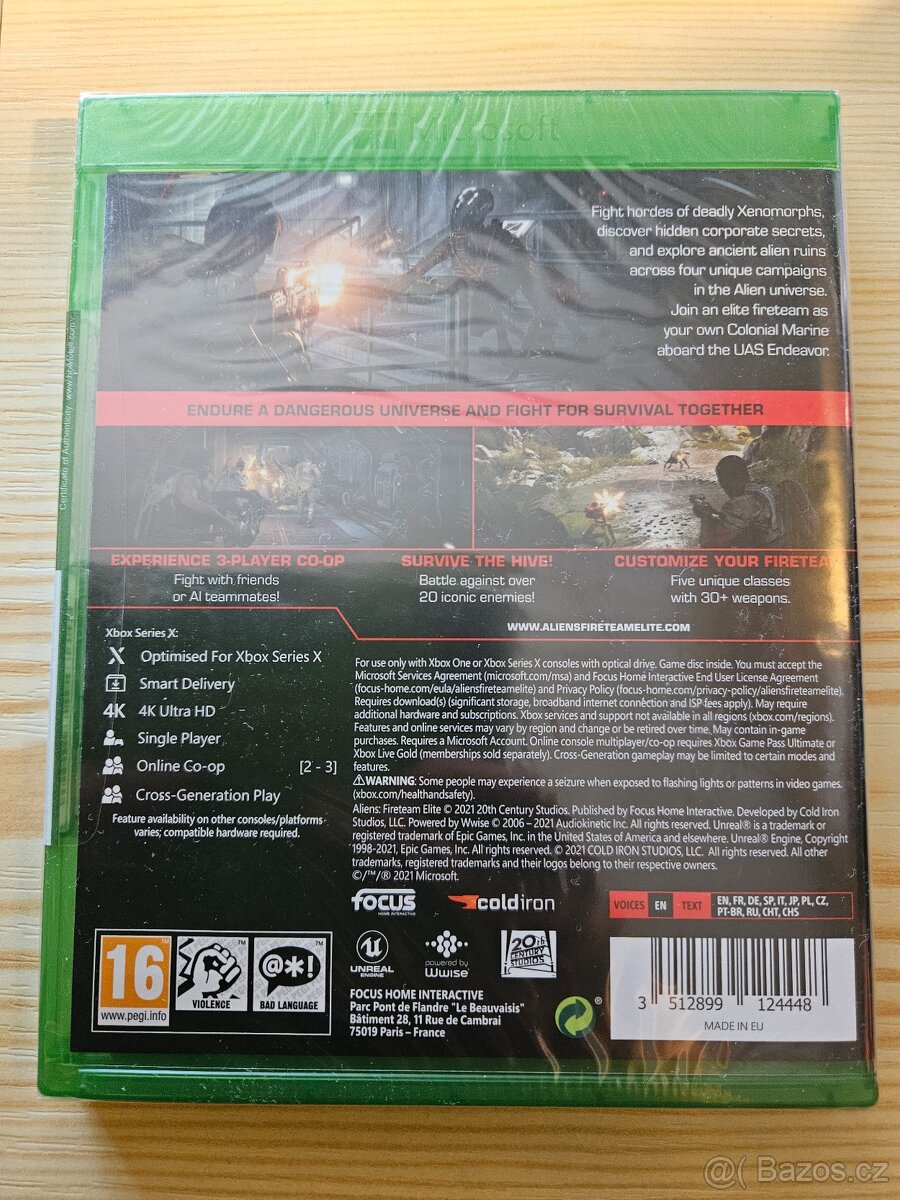 Microsoft
Fight hordes of deadly Xenomorphs,
discover hidden corporate secrets,
and explore ancient alien ruins
across four unique campaigns
in the Alien universe.
Join an elite fireteam as
your own Colonial Marine
aboard the UAS Endeavor.
ENDURE A DANGEROUS UNIVERSE AND FIGHT FOR SURVIVAL TOGETHER
Certificate of Authenticity
EXPERIENCE 3-PLAYER CO-OP
Fight with friends
or AI teammates!
SURVIVE THE HIVE!
Battle against over
20 iconic enemies!
CUSTOMIZE YOUR FIRETEA
Five unique classes
with 30+ weapons.
WWW.ALIENSFIRETEAMELITE.COM
Xbox Series X:
X Optimised For Xbox Series X
Smart Delivery
4K 4K Ultra HD
Single Player
Online Co-op [2 - 3]
Cross-Generation Play
Feature availability on other consoles/platforms
varies; compatible hardware required.
For use only with Xbox One or Xbox Series X consoles with optical drive. Game disc inside. You must accept the
Microsoft Services Agreement (microsoft.com/msa) and Focus Home Interactive End User License Agreement
(focus-home.com/eula/aliensfireteamelite) and Privacy Policy (focus-home.com/privacy-policy/aliensfireteamelite).
Requires download(s) (significant storage, broadband internet connection and ISP fees apply). May require
additional hardware and subscriptions. Xbox services and support not available in all regions (xbox.com/regions).
Features and online services may vary by region and change or be retired over time. May contain in-game
purchases. Requires a Microsoft Account. Online console multiplayer/co-op requires Xbox Game Pass Ultimate or
Xbox Live Gold (memberships sold separately). Cross-Generation gameplay may be limited to certain modes and
features.
⚠WARNING: Some people may experience a seizure when exposed to flashing lights or patterns in video games.
(xbox.com/healthandsafety).
Aliens: Fireteam Elite © 2021 20th Century Studios. Published by Focus Home Interactive. Developed by Cold Iron
Studios, LLC. Powered by Wwise © 2006 – 2021 Audiokinetic Inc. All rights reserved. Unreal® is a trademark or
registered trademark of Epic Games, Inc. in the United States of America and elsewhere. Unreal® Engine, Copyright
1998-2021, Epic Games, Inc. All rights reserved. © 2021 COLD IRON STUDIOS, LLC. All rights reserved. All other
trademarks, registered trademarks and their logos belong to their respective owners.
©/™/® 2021 Microsoft.
focus
HOME INTERACTIVE
coldiron
VOICES EN TEXT EN, FR, DE, SP, IT, JP, PL, CZ,
PT-BR, RU, CHT, CHS
16
www.pegi.info
VIOLENCE
@*!
BAD LANGUAGE
UNREAL
ENGINE
powered by
Wwise
20th
CENTURY
STUDIOS
FOCUS HOME INTERACTIVE
Parc Pont de Flandre "Le Beauvaisis"
Bâtiment 28, 11 Rue de Cambrai
75019 Paris – France
3 512899 124448
MADE IN EU
@( Bazoš.cz